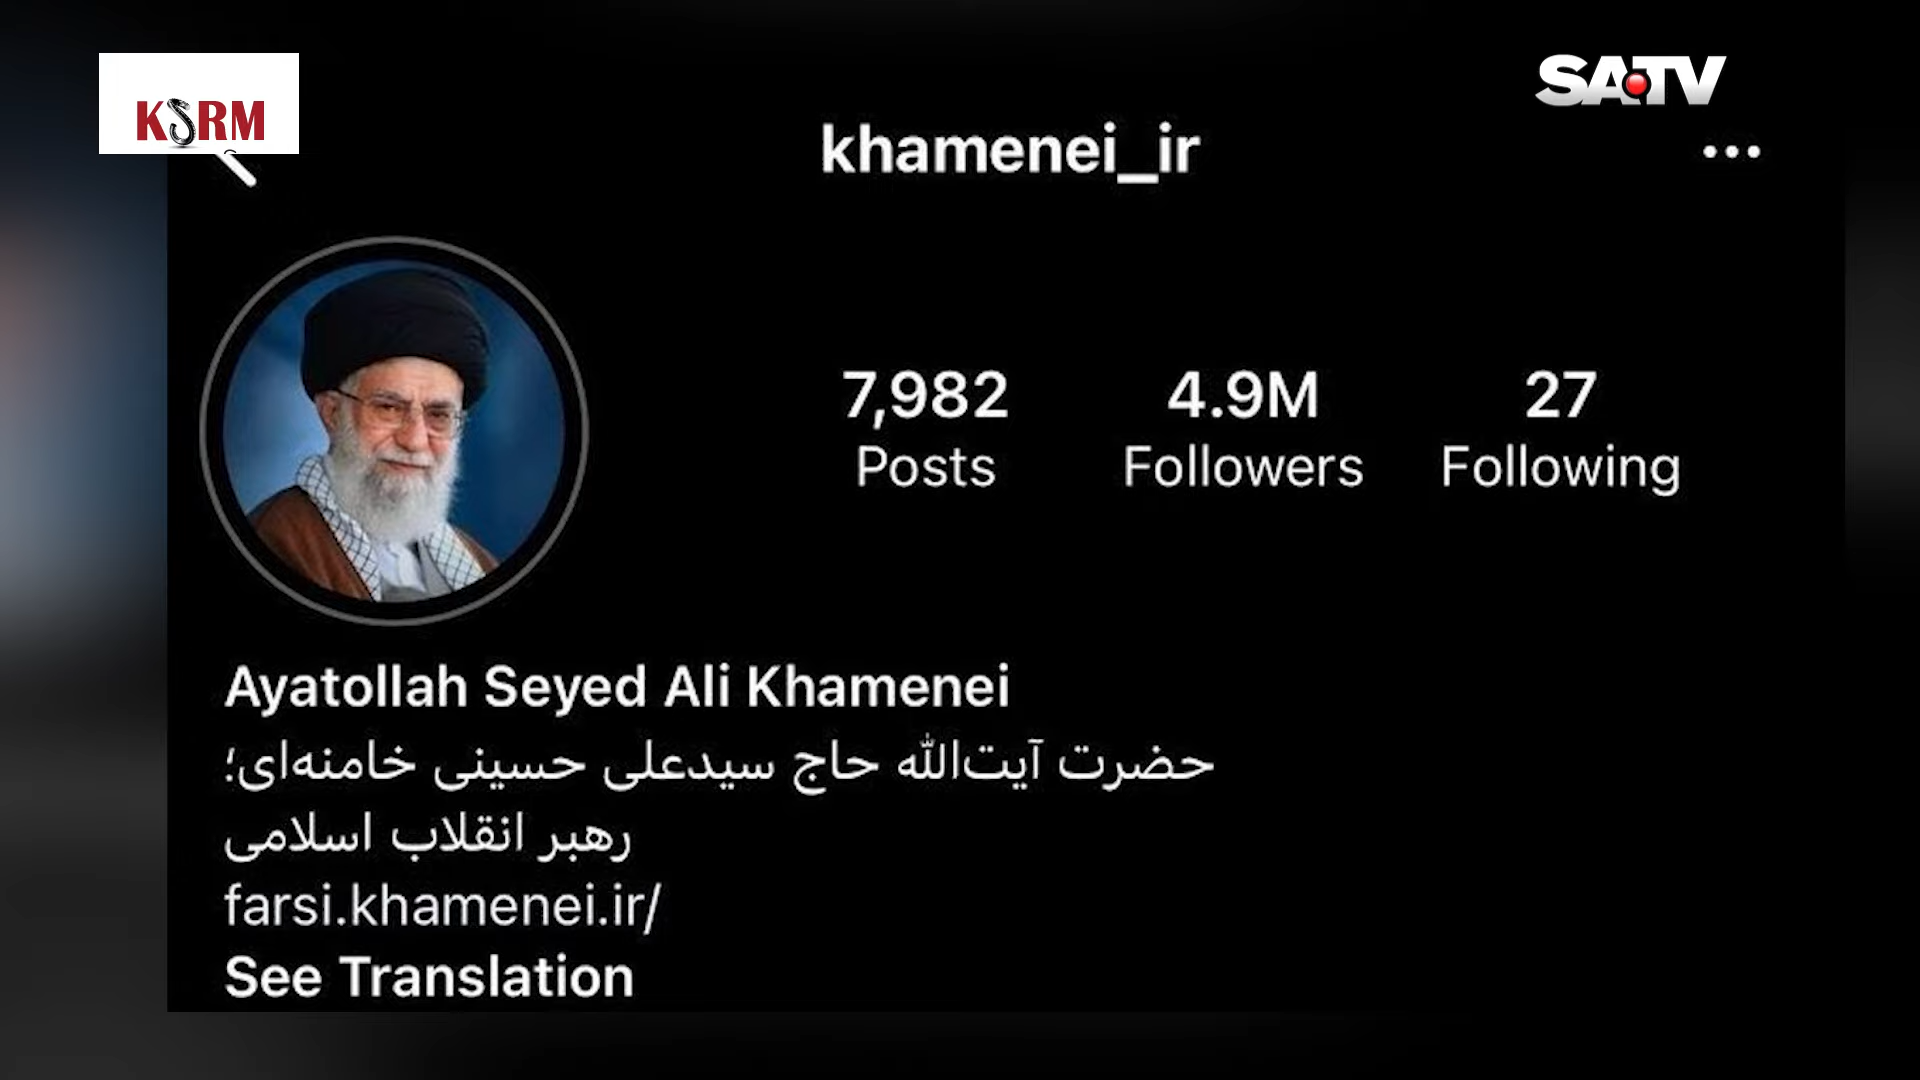 KSRM
SATV
khamenei_ir
7,982
Posts
4.9M
Followers
27
Following
Ayatollah Seyed Ali Khamenei
حضرت آیت‌الله حاج سیدعلی حسینی خامنه‌ای؛
رهبر انقلاب اسلامی
farsi.khamenei.ir/
See Translation